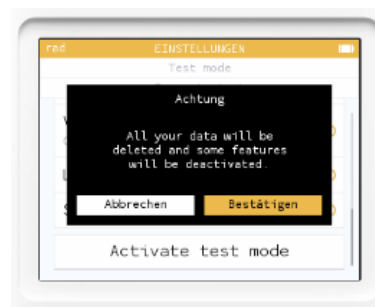 rad EINSTELLUNGEN
Test mode
Achtung
All your data will be
deleted and some features
will be deactivated.
Abbrechen Bestätigen
Activate test mode